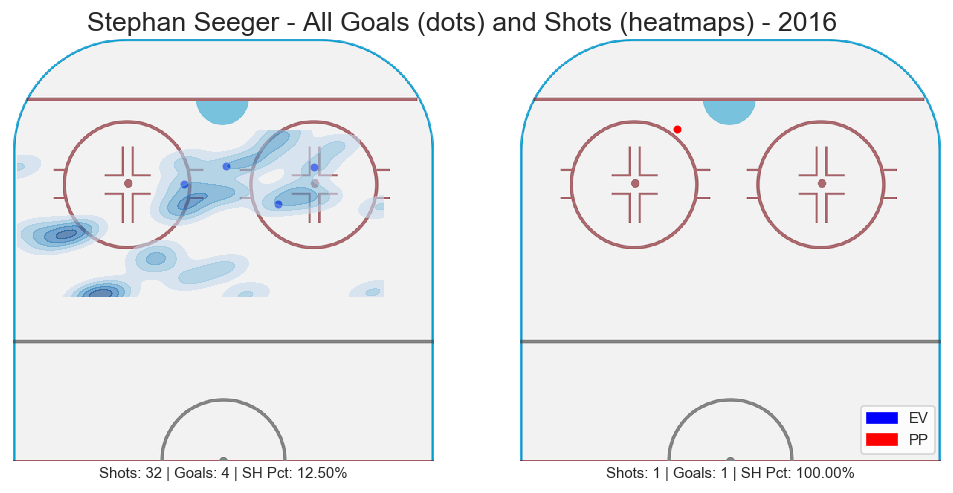 Stephan Seeger - All Goals (dots) and Shots (heatmaps) - 2016
EV
PP
Shots: 32 | Goals: 4 | SH Pct: 12.50%
Shots: 1 | Goals: 1 | SH Pct: 100.00%